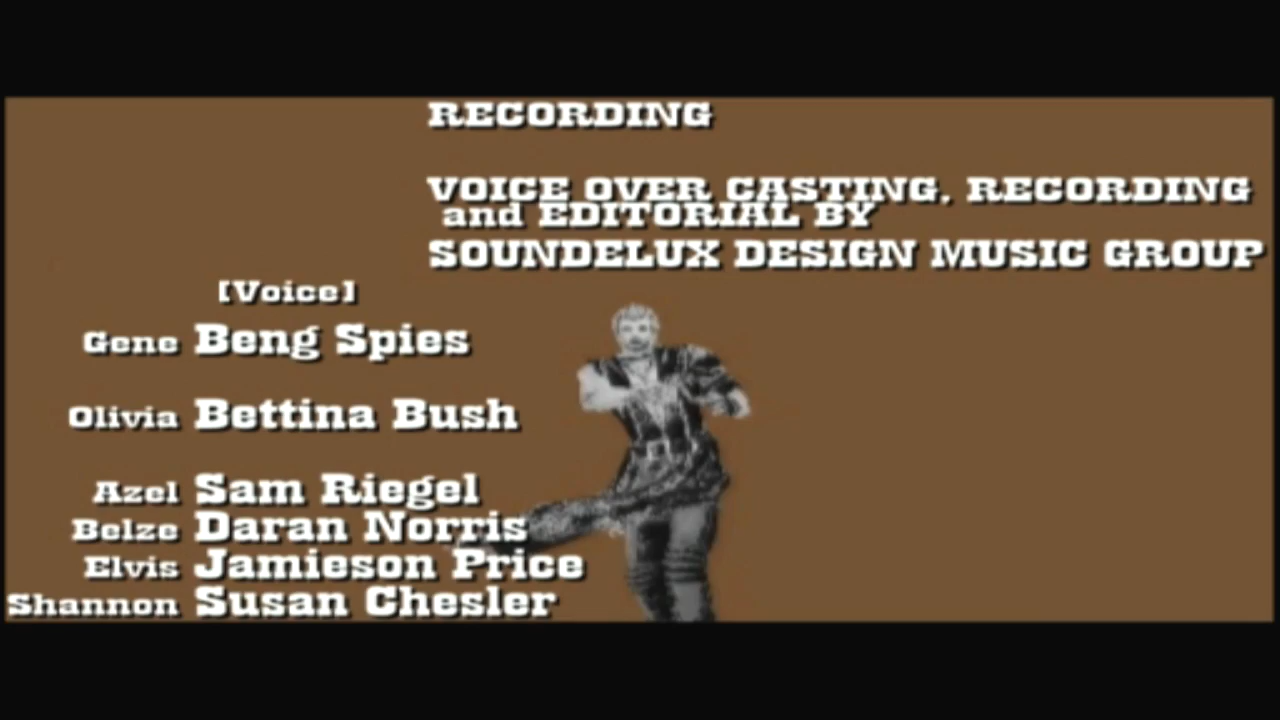 RECORDING
VOICE OVER CASTING, RECORDING
and EDITORIAL BY
SOUNDELUX DESIGN MUSIC GROUP
[Voice]
Gene Beng Spies
Olivia Bettina Bush
Azel Sam Riegel
Belze Daran Norris
Elvis Jamieson Price
Shannon Susan Chesler